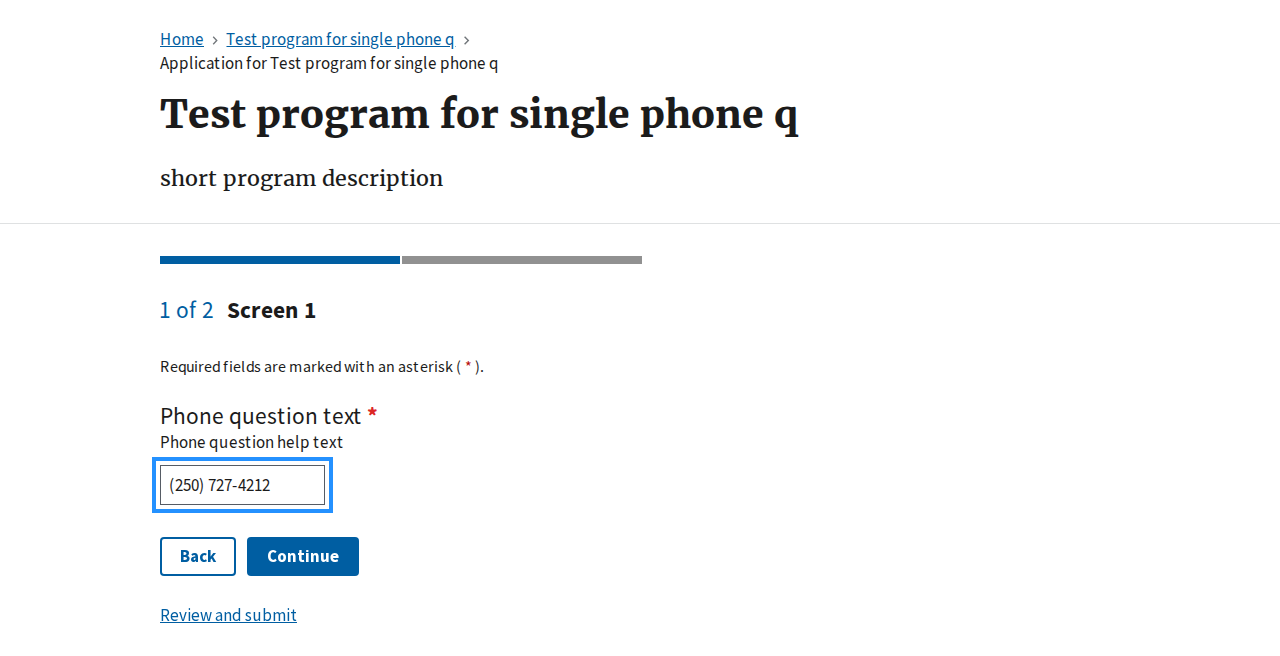 Home > Test program for single phone q >
Application for Test program for single phone q
Test program for single phone q
short program description
1 of 2 Screen 1
Required fields are marked with an asterisk ( * ).
Phone question text *
Phone question help text
(250) 727-4212
Back Continue
Review and submit